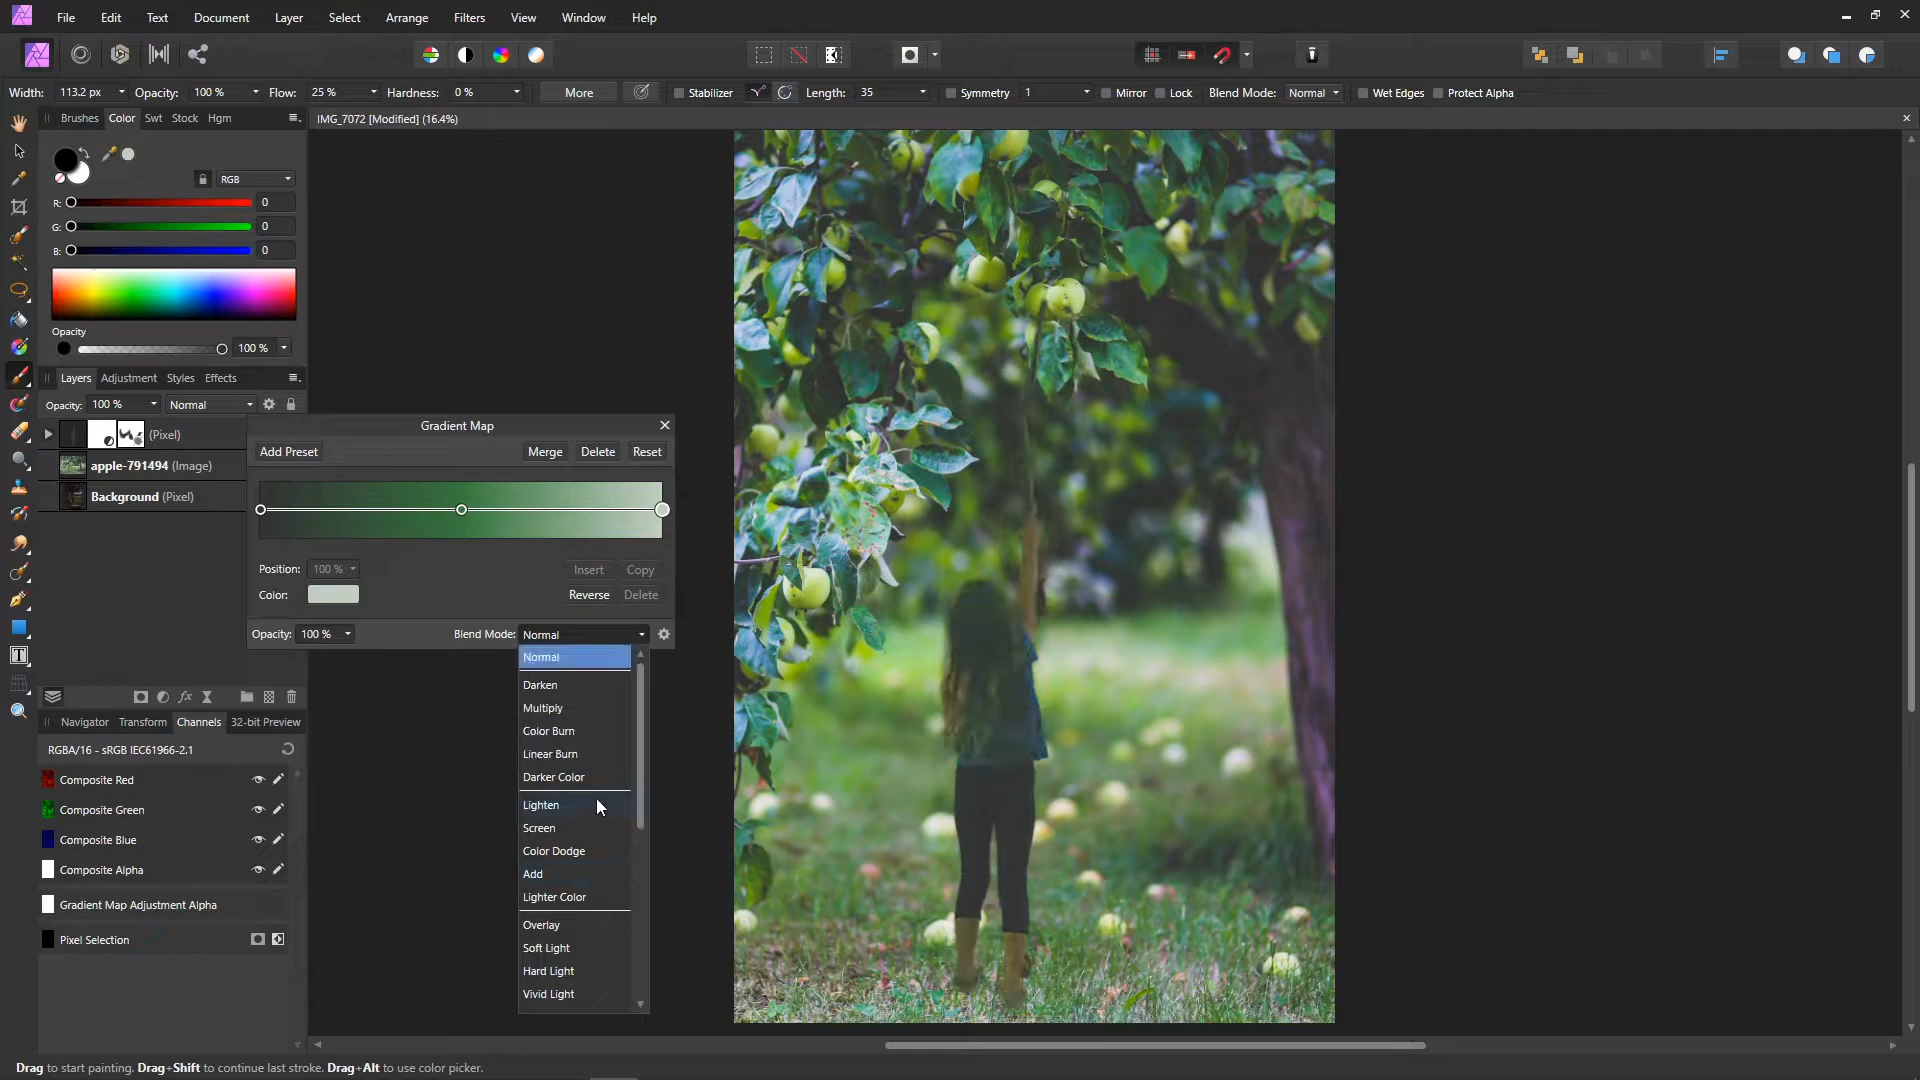 File Edit Text Document Layer Select Arrange Filters View Window Help
Width: 113.2 px Opacity: 100 % Flow: 25 % Hardness: 0 % More Stabilizer Length: 35 Symmetry 1 Mirror Lock Blend Mode: Normal Wet Edges Protect Alpha
Brushes Color Swt Stock Hgm
IMG_7072 [Modified] (16.4%)
RGB
R: 0
G: 0
B: 0
Opacity
100 %
Layers Adjustment Styles Effects
Opacity: 100 % Normal
(Pixel)
apple-791494 (Image)
Background (Pixel)
Gradient Map
Add Preset Merge Delete Reset
Position: 100 % Insert Copy
Color: Reverse Delete
Opacity: 100 % Blend Mode: Normal
Normal
Darken
Multiply
Color Burn
Linear Burn
Darker Color
Lighten
Screen
Color Dodge
Add
Lighter Color
Overlay
Soft Light
Hard Light
Vivid Light
Navigator Transform Channels 32-bit Preview
RGBA/16 - sRGB IEC61966-2.1
Composite Red
Composite Green
Composite Blue
Composite Alpha
Gradient Map Adjustment Alpha
Pixel Selection
Drag to start painting. Drag+Shift to continue last stroke. Drag+Alt to use color picker.